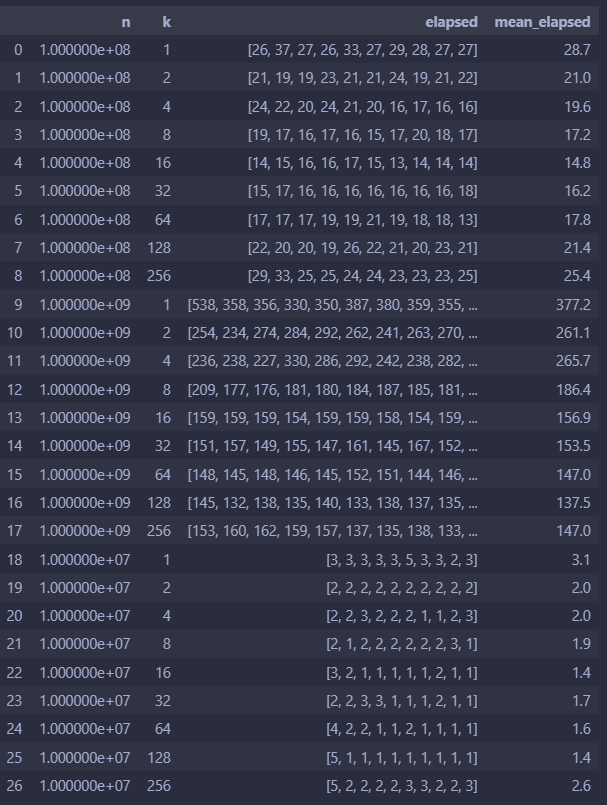 n k elapsed mean_elapsed
0 1.000000e+08 1 [26, 37, 27, 26, 33, 27, 29, 28, 27, 27] 28.7
1 1.000000e+08 2 [21, 19, 19, 23, 21, 21, 24, 19, 21, 22] 21.0
2 1.000000e+08 4 [24, 22, 20, 24, 21, 20, 16, 17, 16, 16] 19.6
3 1.000000e+08 8 [19, 17, 16, 17, 16, 15, 17, 20, 18, 17] 17.2
4 1.000000e+08 16 [14, 15, 16, 16, 17, 15, 13, 14, 14, 14] 14.8
5 1.000000e+08 32 [15, 17, 16, 16, 16, 16, 16, 16, 16, 18] 16.2
6 1.000000e+08 64 [17, 17, 17, 19, 19, 21, 19, 18, 18, 13] 17.8
7 1.000000e+08 128 [22, 20, 20, 19, 26, 22, 21, 20, 23, 21] 21.4
8 1.000000e+08 256 [29, 33, 25, 25, 24, 24, 23, 23, 23, 25] 25.4
9 1.000000e+09 1 [538, 358, 356, 330, 350, 387, 380, 359, 355, ... 377.2
10 1.000000e+09 2 [254, 234, 274, 284, 292, 262, 241, 263, 270, ... 261.1
11 1.000000e+09 4 [236, 238, 227, 330, 286, 292, 242, 238, 282, ... 265.7
12 1.000000e+09 8 [209, 177, 176, 181, 180, 184, 187, 185, 181, ... 186.4
13 1.000000e+09 16 [159, 159, 159, 154, 159, 159, 158, 154, 159, ... 156.9
14 1.000000e+09 32 [151, 157, 149, 155, 147, 161, 145, 167, 152, ... 153.5
15 1.000000e+09 64 [148, 145, 148, 146, 145, 152, 151, 144, 146, ... 147.0
16 1.000000e+09 128 [145, 132, 138, 135, 140, 133, 138, 137, 135, ... 137.5
17 1.000000e+09 256 [153, 160, 162, 159, 157, 137, 135, 138, 133, ... 147.0
18 1.000000e+07 1 [3, 3, 3, 3, 3, 5, 3, 3, 2, 3] 3.1
19 1.000000e+07 2 [2, 2, 2, 2, 2, 2, 2, 2, 2, 2] 2.0
20 1.000000e+07 4 [2, 2, 3, 2, 2, 2, 1, 1, 2, 3] 2.0
21 1.000000e+07 8 [2, 1, 2, 2, 2, 2, 2, 2, 3, 1] 1.9
22 1.000000e+07 16 [3, 2, 1, 1, 1, 1, 1, 2, 1, 1] 1.4
23 1.000000e+07 32 [2, 2, 3, 3, 1, 1, 1, 2, 1, 1] 1.7
24 1.000000e+07 64 [4, 2, 2, 1, 1, 2, 1, 1, 1, 1] 1.6
25 1.000000e+07 128 [5, 1, 1, 1, 1, 1, 1, 1, 1, 1] 1.4
26 1.000000e+07 256 [5, 2, 2, 2, 2, 3, 3, 2, 2, 3] 2.6